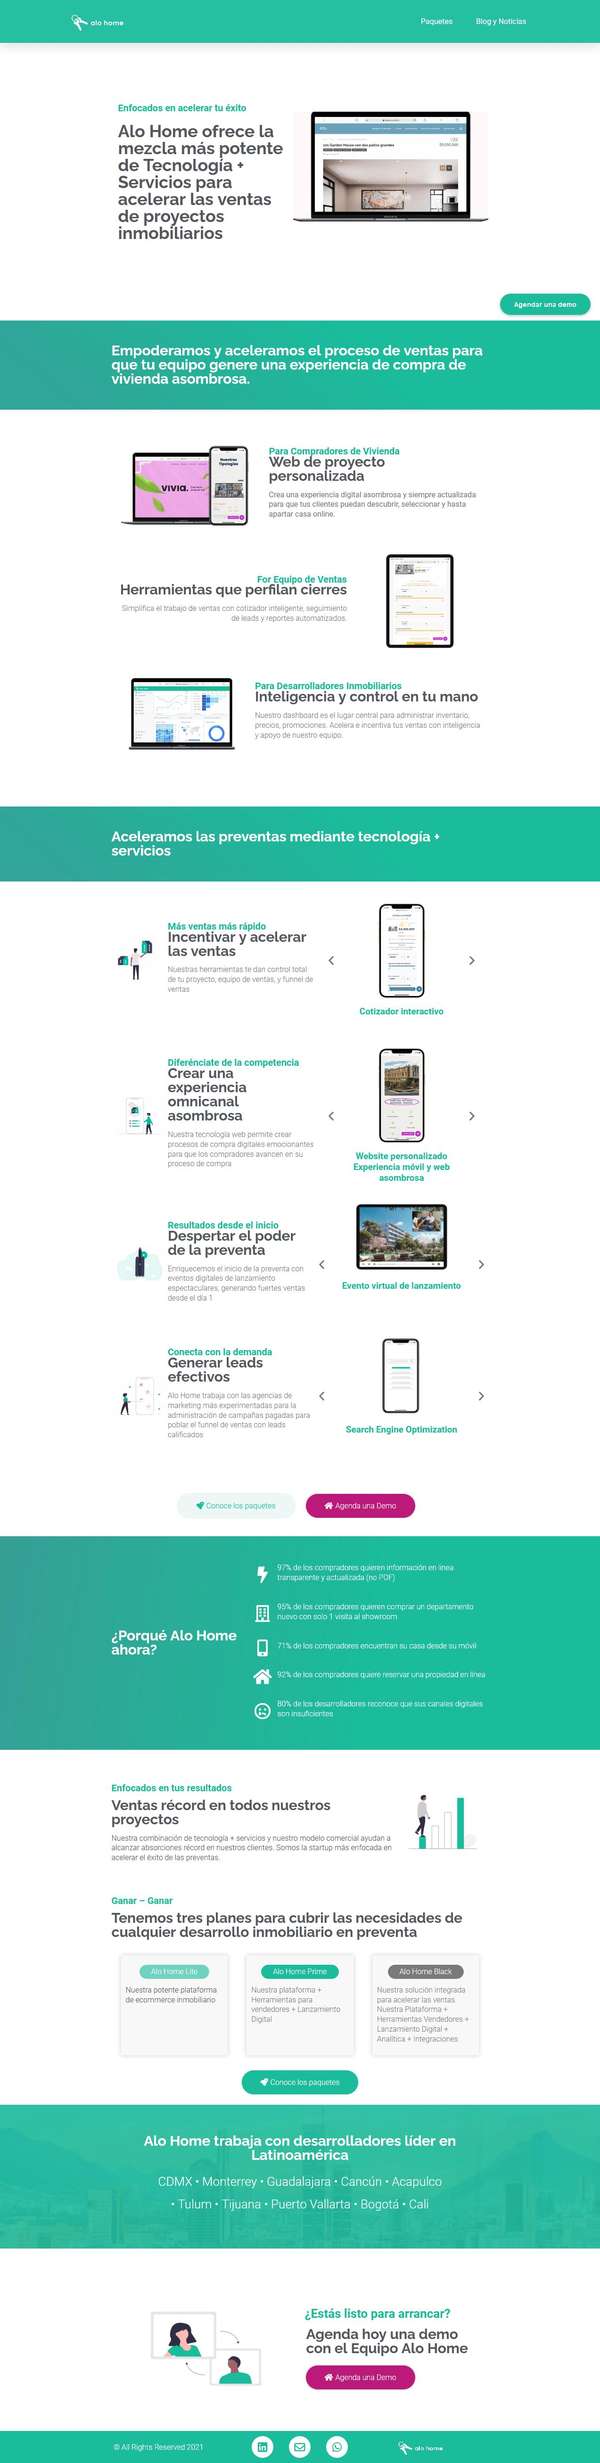 alo home
Paquetes
Blog y Noticias
Enfocados en acelerar tu éxito
Alo Home ofrece la
mezcla más potente
de Tecnología +
Servicios para
acelerar las ventas
de proyectos
inmobiliarios
Agendar una demo
Empoderamos y aceleramos el proceso de ventas para
que tu equipo genere una experiencia de compra de
vivienda asombrosa.
Nuestras
Tipologías
vivia.
Para Compradores de Vivienda
Web de proyecto
personalizada
Crea una experiencia digital asombrosa y siempre actualizada
para que tus clientes puedan descubrir, seleccionar y hasta
apartar casa online.
For Equipo de Ventas
Herramientas que perfilan cierres
Simplifica el trabajo de ventas con cotizador inteligente, seguimiento
de leads y reportes automatizados.
Para Desarrolladores Inmobiliarios
Inteligencia y control en tu mano
Nuestro dashboard es el lugar central para administrar inventario,
precios, promociones. Acelera e incentiva tus ventas con inteligencia
y apoyo de nuestro equipo.
Aceleramos las preventas mediante tecnología +
servicios
Más ventas más rápido
Incentivar y acelerar
las ventas
Nuestras herramientas te dan control total
de tu proyecto, equipo de ventas, y funnel de
ventas
Cotizador interactivo
Diferénciate de la competencia
Crear una
experiencia
omnicanal
asombrosa
Nuestra tecnología web permite crear
procesos de compra digitales emocionantes
para que los compradores avancen en su
proceso de compra
Website personalizado
Experiencia móvil y web
asombrosa
Resultados desde el inicio
Despertar el poder
de la preventa
Enriquecemos el inicio de la preventa con
eventos digitales de lanzamiento
espectaculares, generando fuertes ventas
desde el día 1
Evento virtual de lanzamiento
Conecta con la demanda
Generar leads
efectivos
Alo Home trabaja con las agencias de
marketing más experimentadas para la
administración de campañas pagadas para
poblar el funnel de ventas con leads
calificados
Search Engine Optimization
Conoce los paquetes
Agenda una Demo
¿Porqué Alo Home
ahora?
97% de los compradores quieren información en línea
transparente y actualizada (no PDF)
95% de los compradores quieren comprar un departamento
nuevo con solo 1 visita al showroom
71% de los compradores encuentran su casa desde su móvil
92% de los compradores quiere reservar una propiedad en línea
80% de los desarrolladores reconoce que sus canales digitales
son insuficientes
Enfocados en tus resultados
Ventas récord en todos nuestros
proyectos
Nuestra combinación de tecnología + servicios y nuestro modelo comercial ayudan a
alcanzar absorciones récord en nuestros clientes. Somos la startup más enfocada en
acelerar el éxito de las preventas.
Ganar – Ganar
Tenemos tres planes para cubrir las necesidades de
cualquier desarrollo inmobiliario en preventa
Alo Home Lite
Nuestra potente plataforma
de ecommerce inmobiliario
Alo Home Prime
Nuestra plataforma +
Herramientas para
vendedores + Lanzamiento
Digital
Alo Home Black
Nuestra solución integrada
para acelerar las ventas.
Nuestra Plataforma +
Herramientas Vendedores +
Lanzamiento Digital +
Analítica + Integraciones
Conoce los paquetes
Alo Home trabaja con desarrolladores líder en
Latinoamérica
CDMX • Monterrey • Guadalajara • Cancún • Acapulco
• Tulum • Tijuana • Puerto Vallarta • Bogotá • Cali
¿Estás listo para arrancar?
Agenda hoy una demo
con el Equipo Alo Home
Agenda una Demo
© All Rights Reserved 2021
alo home